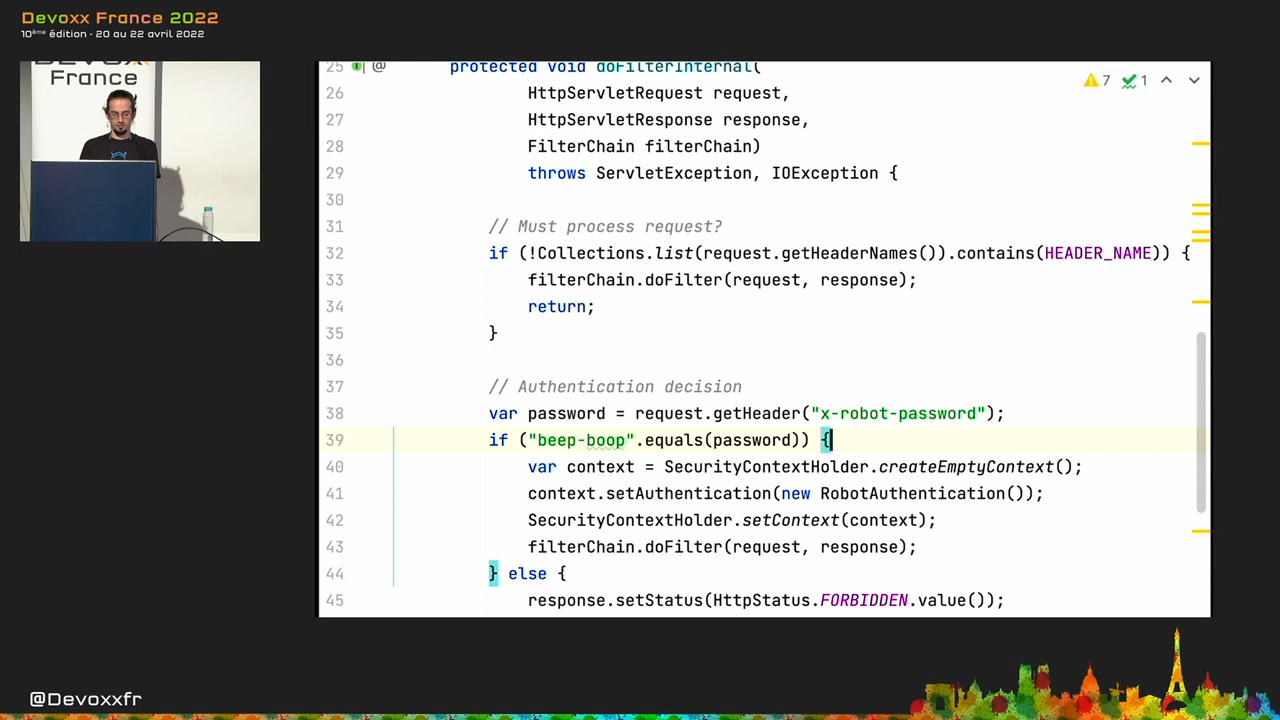 Devoxx France 2022
10ème édition - 20 au 22 avril 2022
DEVOXX
France
25 @ protected void doFilterInternal(
7 1
26 HttpServletRequest request,
27 HttpServletResponse response,
28 FilterChain filterChain)
29 throws ServletException, IOException {
30
31 // Must process request?
32 if (!Collections.list(request.getHeaderNames()).contains(HEADER_NAME)) {
33 filterChain.doFilter(request, response);
34 return;
35 }
36
37 // Authentication decision
38 var password = request.getHeader("x-robot-password");
39 if ("beep-boop".equals(password)) {
40 var context = SecurityContextHolder.createEmptyContext();
41 context.setAuthentication(new RobotAuthentication());
42 SecurityContextHolder.setContext(context);
43 filterChain.doFilter(request, response);
44 } else {
45 response.setStatus(HttpStatus.FORBIDDEN.value());
@Devoxxfr